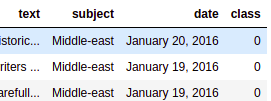 text subject date class
istoric... Middle-east January 20, 2016 0
riters ... Middle-east January 19, 2016 0
arefull... Middle-east January 19, 2016 0